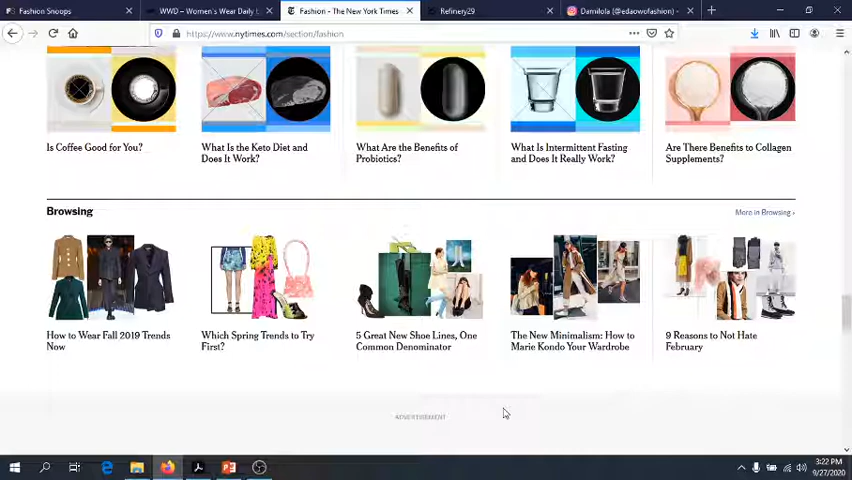 Fashion Snoops
WWD – Women's Wear Daily
Fashion - The New York Times
Refinery29
Damilola (@edaowofashion) -
https://www.nytimes.com/section/fashion
Is Coffee Good for You?
What Is the Keto Diet and
Does It Work?
What Are the Benefits of
Probiotics?
What Is Intermittent Fasting
and Does It Really Work?
Are There Benefits to Collagen
Supplements?
Browsing
More in Browsing ›
How to Wear Fall 2019 Trends
Now
Which Spring Trends to Try
First?
5 Great New Shoe Lines, One
Common Denominator
The New Minimalism: How to
Marie Kondo Your Wardrobe
9 Reasons to Not Hate
February
ADVERTISEMENT
3:22 PM
9/27/2020